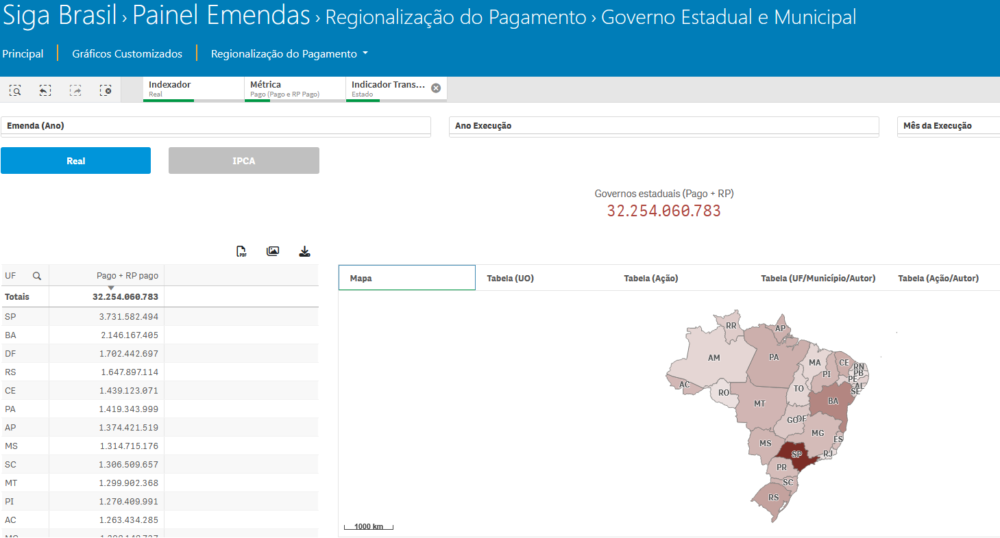 Siga Brasil › Painel Emendas › Regionalização do Pagamento › Governo Estadual e Municipal
Principal
Gráficos Customizados
Regionalização do Pagamento
Indexador
Real
Métrica
Pago (Pago e RP Pago)
Indicador Trans...
Estado
Emenda (Ano)
Ano Execução
Mês da Execução
Real
IPCA
Governos estaduais (Pago + RP)
32.254.060.783
PDF
UF
Pago + RP pago
Totais 32.254.060.783
SP 3.731.582.494
BA 2.146.167.405
DF 1.702.442.697
RS 1.647.897.114
CE 1.439.123.071
PA 1.419.343.999
AP 1.374.421.519
MS 1.314.715.176
SC 1.306.509.657
MT 1.299.902.368
PI 1.270.409.991
AC 1.263.434.285
Mapa
Tabela (UO)
Tabela (Ação)
Tabela (UF/Município/Autor)
Tabela (Ação/Autor)
RR
AP
AM
PA
MA
CE
RN
PB
PI
PE
AL
SE
AC
RO
TO
MT
BA
GO
DF
MG
ES
MS
SP
RJ
PR
SC
RS
1000 km